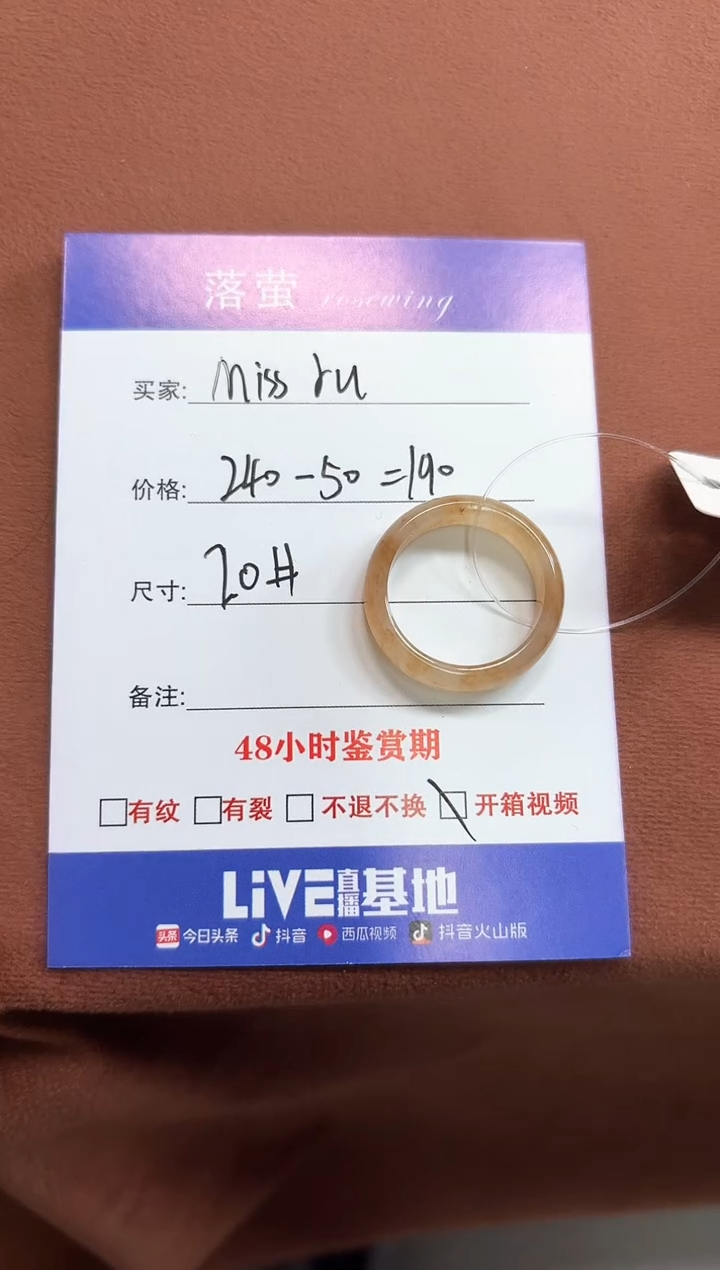 落萤 rosewing
买家: Miss ru
价格: 240-50=190
尺寸: 20#
备注:
48小时鉴赏期
有纹 有裂 不退不换 开箱视频
LiVE直播基地
头条 今日头条 抖音 西瓜视频 抖音火山版